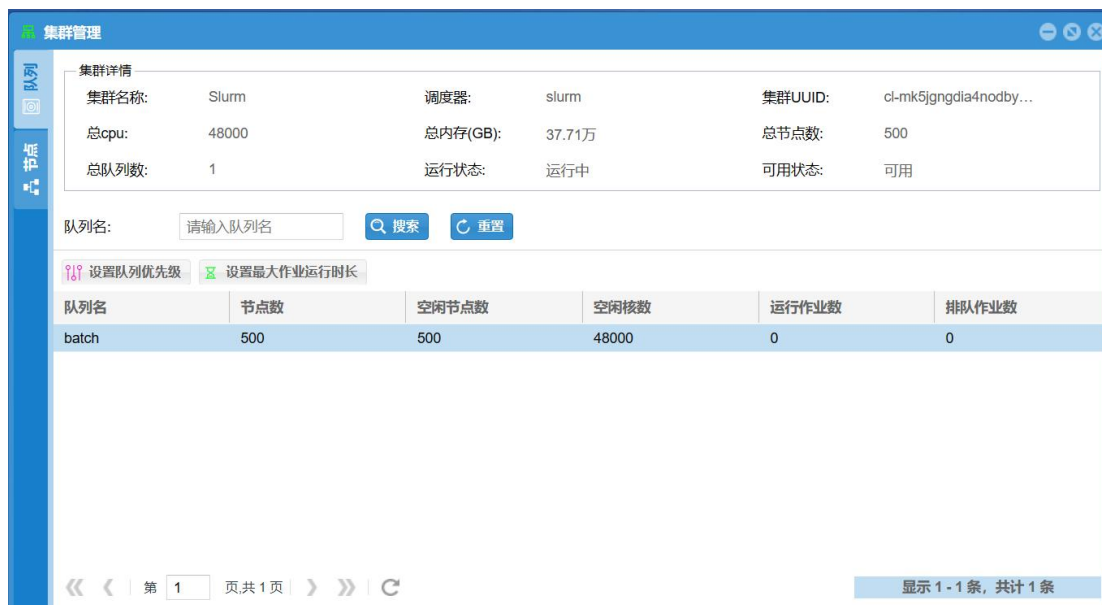 集群管理
队列
节点
集群详情
集群名称: Slurm 调度器: slurm 集群UUID: cl-mk5jgngdia4nodby...
总cpu: 48000 总内存(GB): 37.71万 总节点数: 500
总队列数: 1 运行状态: 运行中 可用状态: 可用
队列名: 请输入队列名 搜索 重置
设置队列优先级 设置最大作业运行时长
队列名 节点数 空闲节点数 空闲核数 运行作业数 排队作业数
batch 500 500 48000 0 0
第 1 页,共 1 页 显示 1 - 1 条, 共计 1 条